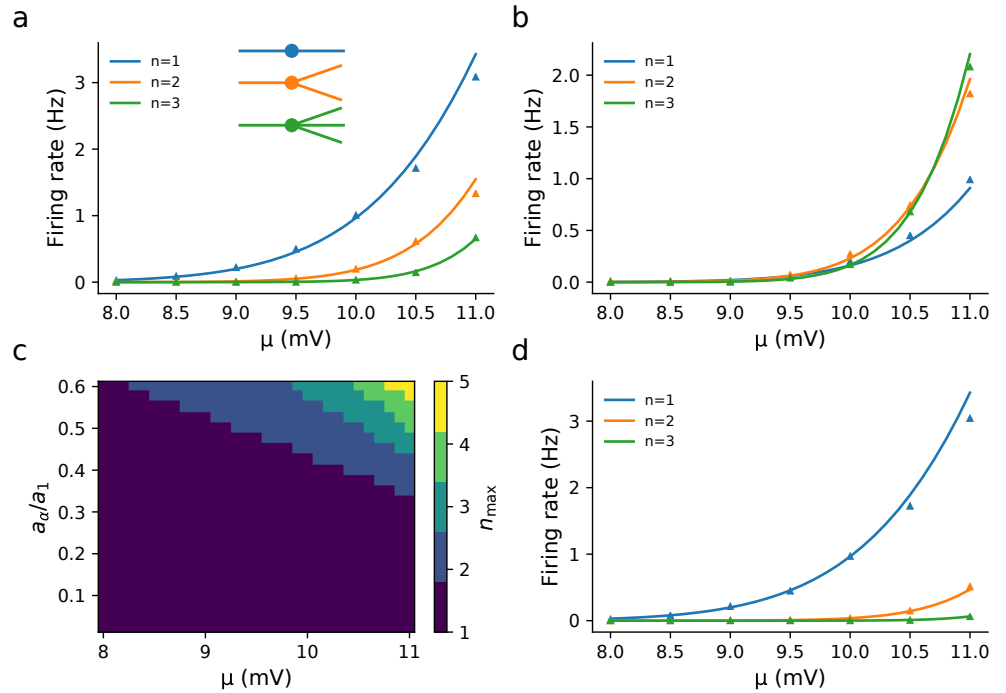 a
Firing rate (Hz)
3
2
1
0
n=1
n=2
n=3
8.0 8.5 9.0 9.5 10.0 10.5 11.0
μ (mV)
b
Firing rate (Hz)
2.0
1.5
1.0
0.5
0.0
n=1
n=2
n=3
8.0 8.5 9.0 9.5 10.0 10.5 11.0
μ (mV)
c
a_α/a_1
0.6
0.5
0.4
0.3
0.2
0.1
8 9 10 11
μ (mV)
5
4
3
2
1
n_max
d
Firing rate (Hz)
3
2
1
0
n=1
n=2
n=3
8.0 8.5 9.0 9.5 10.0 10.5 11.0
μ (mV)